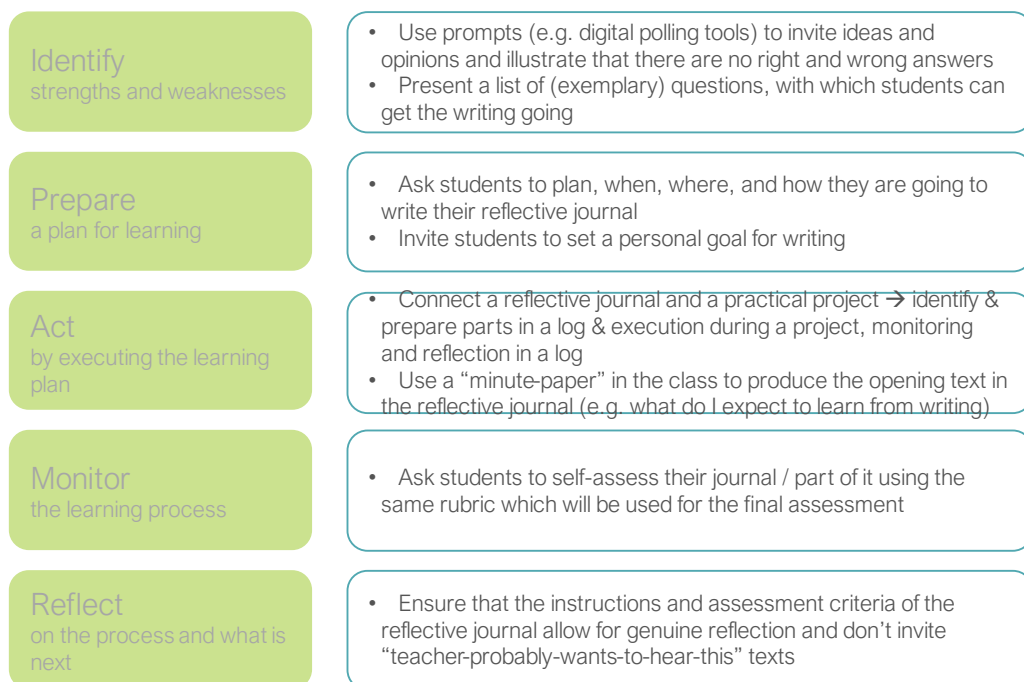 Identify
strengths and weaknesses
• Use prompts (e.g. digital polling tools) to invite ideas and
opinions and illustrate that there are no right and wrong answers
• Present a list of (exemplary) questions, with which students can
get the writing going
Prepare
a plan for learning
• Ask students to plan, when, where, and how they are going to
write their reflective journal
• Invite students to set a personal goal for writing
Act
by executing the learning
plan
• Connect a reflective journal and a practical project → identify &
prepare parts in a log & execution during a project, monitoring
and reflection in a log
• Use a “minute-paper” in the class to produce the opening text in
the reflective journal (e.g. what do I expect to learn from writing)
Monitor
the learning process
• Ask students to self-assess their journal / part of it using the
same rubric which will be used for the final assessment
Reflect
on the process and what is
next
• Ensure that the instructions and assessment criteria of the
reflective journal allow for genuine reflection and don’t invite
“teacher-probably-wants-to-hear-this” texts